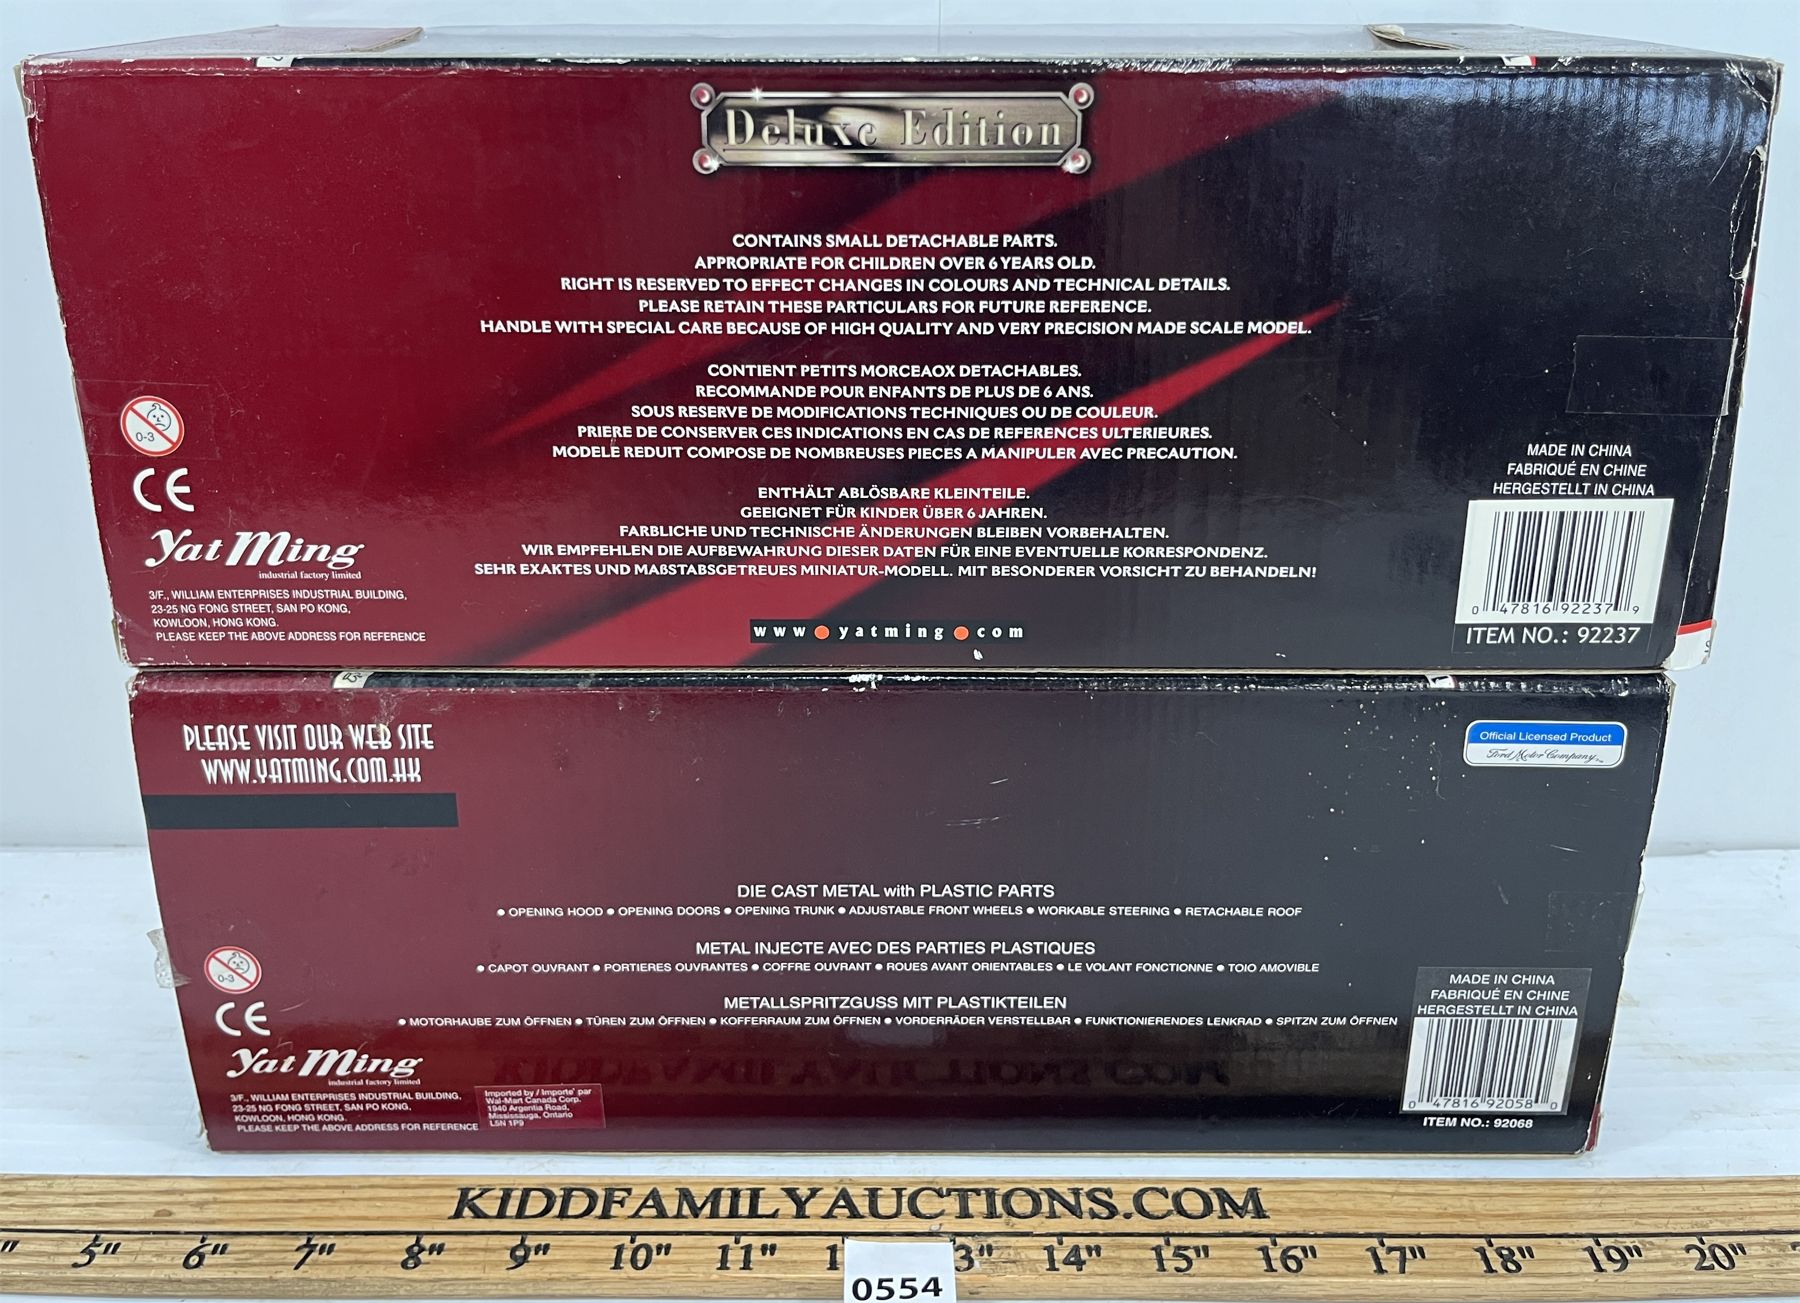 Deluxe Edition
CONTAINS SMALL DETACHABLE PARTS.
APPROPRIATE FOR CHILDREN OVER 6 YEARS OLD.
RIGHT IS RESERVED TO EFFECT CHANGES IN COLOURS AND TECHNICAL DETAILS.
PLEASE RETAIN THESE PARTICULARS FOR FUTURE REFERENCE.
HANDLE WITH SPECIAL CARE BECAUSE OF HIGH QUALITY AND VERY PRECISION MADE SCALE MODEL.
CONTIENT PETITS MORCEAOX DETACHABLES.
RECOMMANDE POUR ENFANTS DE PLUS DE 6 ANS.
SOUS RESERVE DE MODIFICATIONS TECHNIQUES OU DE COULEUR.
PRIERE DE CONSERVER CES INDICATIONS EN CAS DE REFERENCES ULTERIEURES.
MODELE REDUIT COMPOSE DE NOMBREUSES PIECES A MANIPULER AVEC PRECAUTION.
ENTHÄLT ABLÖSBARE KLEINTEILE.
GEEIGNET FÜR KINDER ÜBER 6 JAHREN.
FARBLICHE UND TECHNISCHE ÄNDERUNGEN BLEIBEN VORBEHALTEN.
WIR EMPFEHLEN DIE AUFBEWAHRUNG DIESER DATEN FÜR EINE EVENTUELLE KORRESPONDENZ.
SEHR EXAKTES UND MAßSTABSGETREUES MINIATUR-MODELL. MIT BESONDERER VORSICHT ZU BEHANDELN!
www●yatming●com
0-3
CE
Yat Ming
industrial factory limited
3/F., WILLIAM ENTERPRISES INDUSTRIAL BUILDING,
23-25 NG FONG STREET, SAN PO KONG,
KOWLOON, HONG KONG.
PLEASE KEEP THE ABOVE ADDRESS FOR REFERENCE
MADE IN CHINA
FABRIQUÉ EN CHINE
HERGESTELLT IN CHINA
0 47816 92237 9
ITEM NO.: 92237
PLEASE VISIT OUR WEB SITE
WWW.YATMING.COM.HK
Official Licensed Product
Ford Motor Company
DIE CAST METAL with PLASTIC PARTS
● OPENING HOOD ● OPENING DOORS ● OPENING TRUNK ● ADJUSTABLE FRONT WHEELS ● WORKABLE STEERING ● RETACHABLE ROOF
METAL INJECTE AVEC DES PARTIES PLASTIQUES
● CAPOT OUVRANT ● PORTIERES OUVRANTES ● COFFRE OUVRANT ● ROUES AVANT ORIENTABLES ● LE VOLANT FONCTIONNE ● TOIO AMOVIBLE
METALLSPRITZGUSS MIT PLASTIKTEILEN
● MOTORHAUBE ZUM ÖFFNEN ● TÜREN ZUM ÖFFNEN ● KOFFERRAUM ZUM ÖFFNEN ● VORDERRÄDER VERSTELLBAR ● FUNKTIONIERENDES LENKRAD ● SPITZN ZUM ÖFFNEN
0-3
CE
Yat Ming
industrial factory limited
3/F., WILLIAM ENTERPRISES INDUSTRIAL BUILDING,
23-25 NG FONG STREET, SAN PO KONG,
KOWLOON, HONG KONG.
PLEASE KEEP THE ABOVE ADDRESS FOR REFERENCE
Imported by / Importe' par
Wal-Mart Canada Corp.
1940 Argentia Road,
Mississauga, Ontario
L5N 1P9
MADE IN CHINA
FABRIQUÉ EN CHINE
HERGESTELLT IN CHINA
0 47816 92058 0
ITEM NO.: 92068
KIDDFAMILYAUCTIONS.COM
5" 6" 7" 8" 9" 10" 11" 1 3" 14" 15" 16" 17" 18" 19" 20"
0554